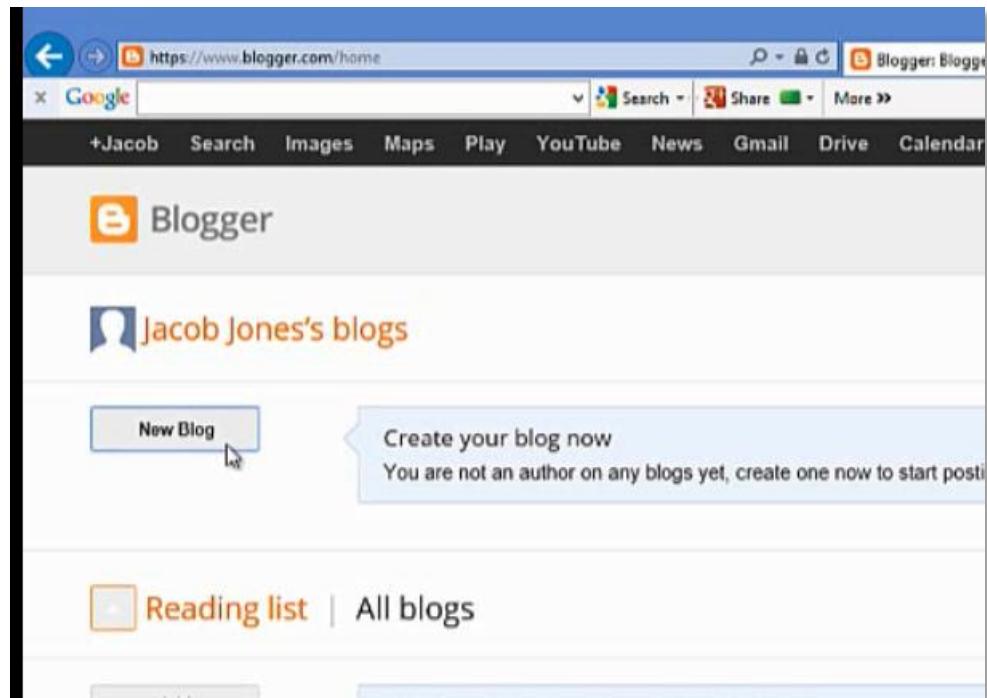 https://www.blogger.com/home
Blogger: Blogge
x Google Search Share More »
+Jacob Search Images Maps Play YouTube News Gmail Drive Calendar
Blogger
Jacob Jones's blogs
New Blog
Create your blog now
You are not an author on any blogs yet, create one now to start posti
Reading list | All blogs